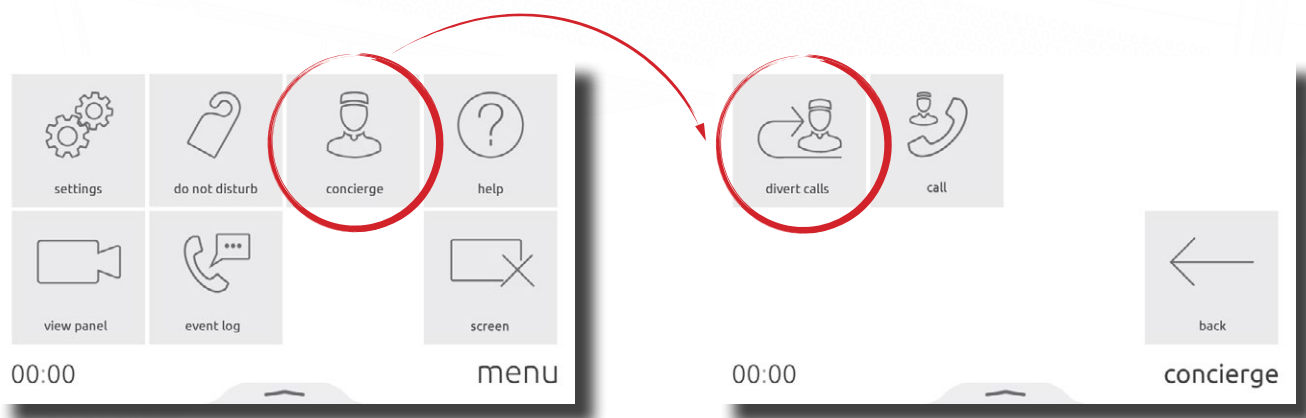 settings
do not disturb
concierge
help
view panel
event log
screen
00:00
menu
divert calls
call
back
00:00
concierge